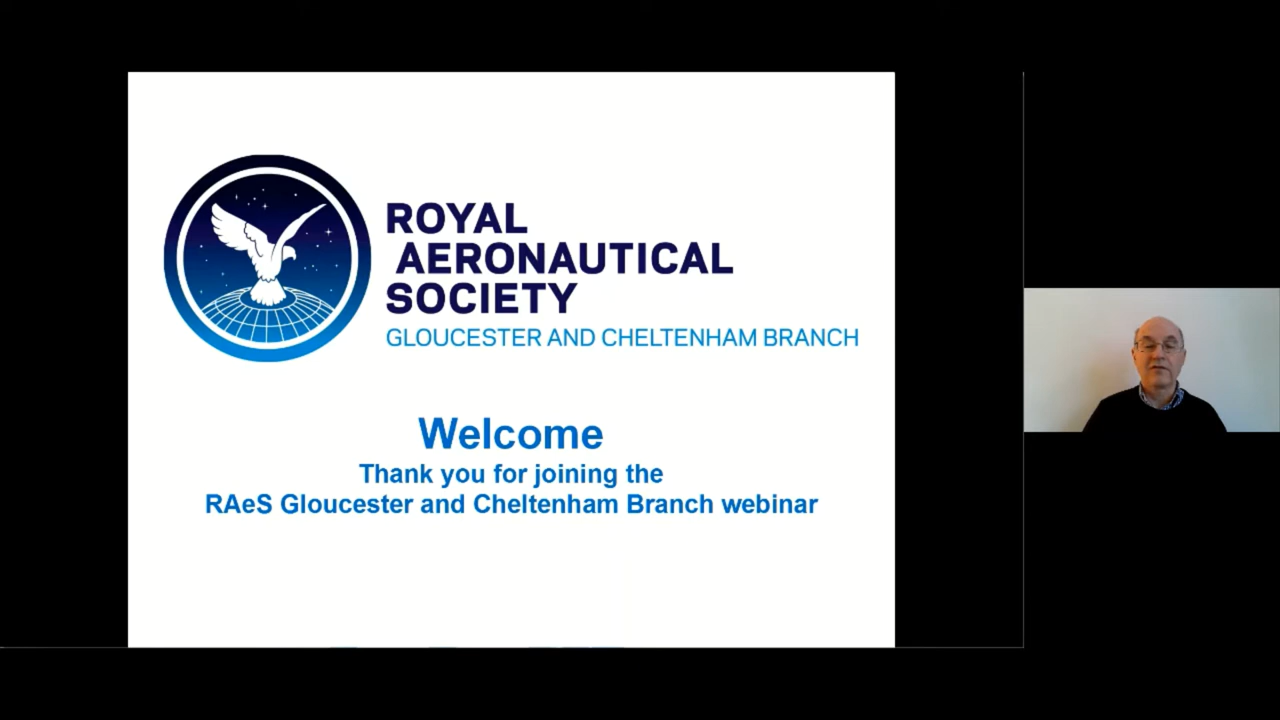 ROYAL
AERONAUTICAL
SOCIETY
GLOUCESTER AND CHELTENHAM BRANCH
Welcome
Thank you for joining the
RAeS Gloucester and Cheltenham Branch webinar